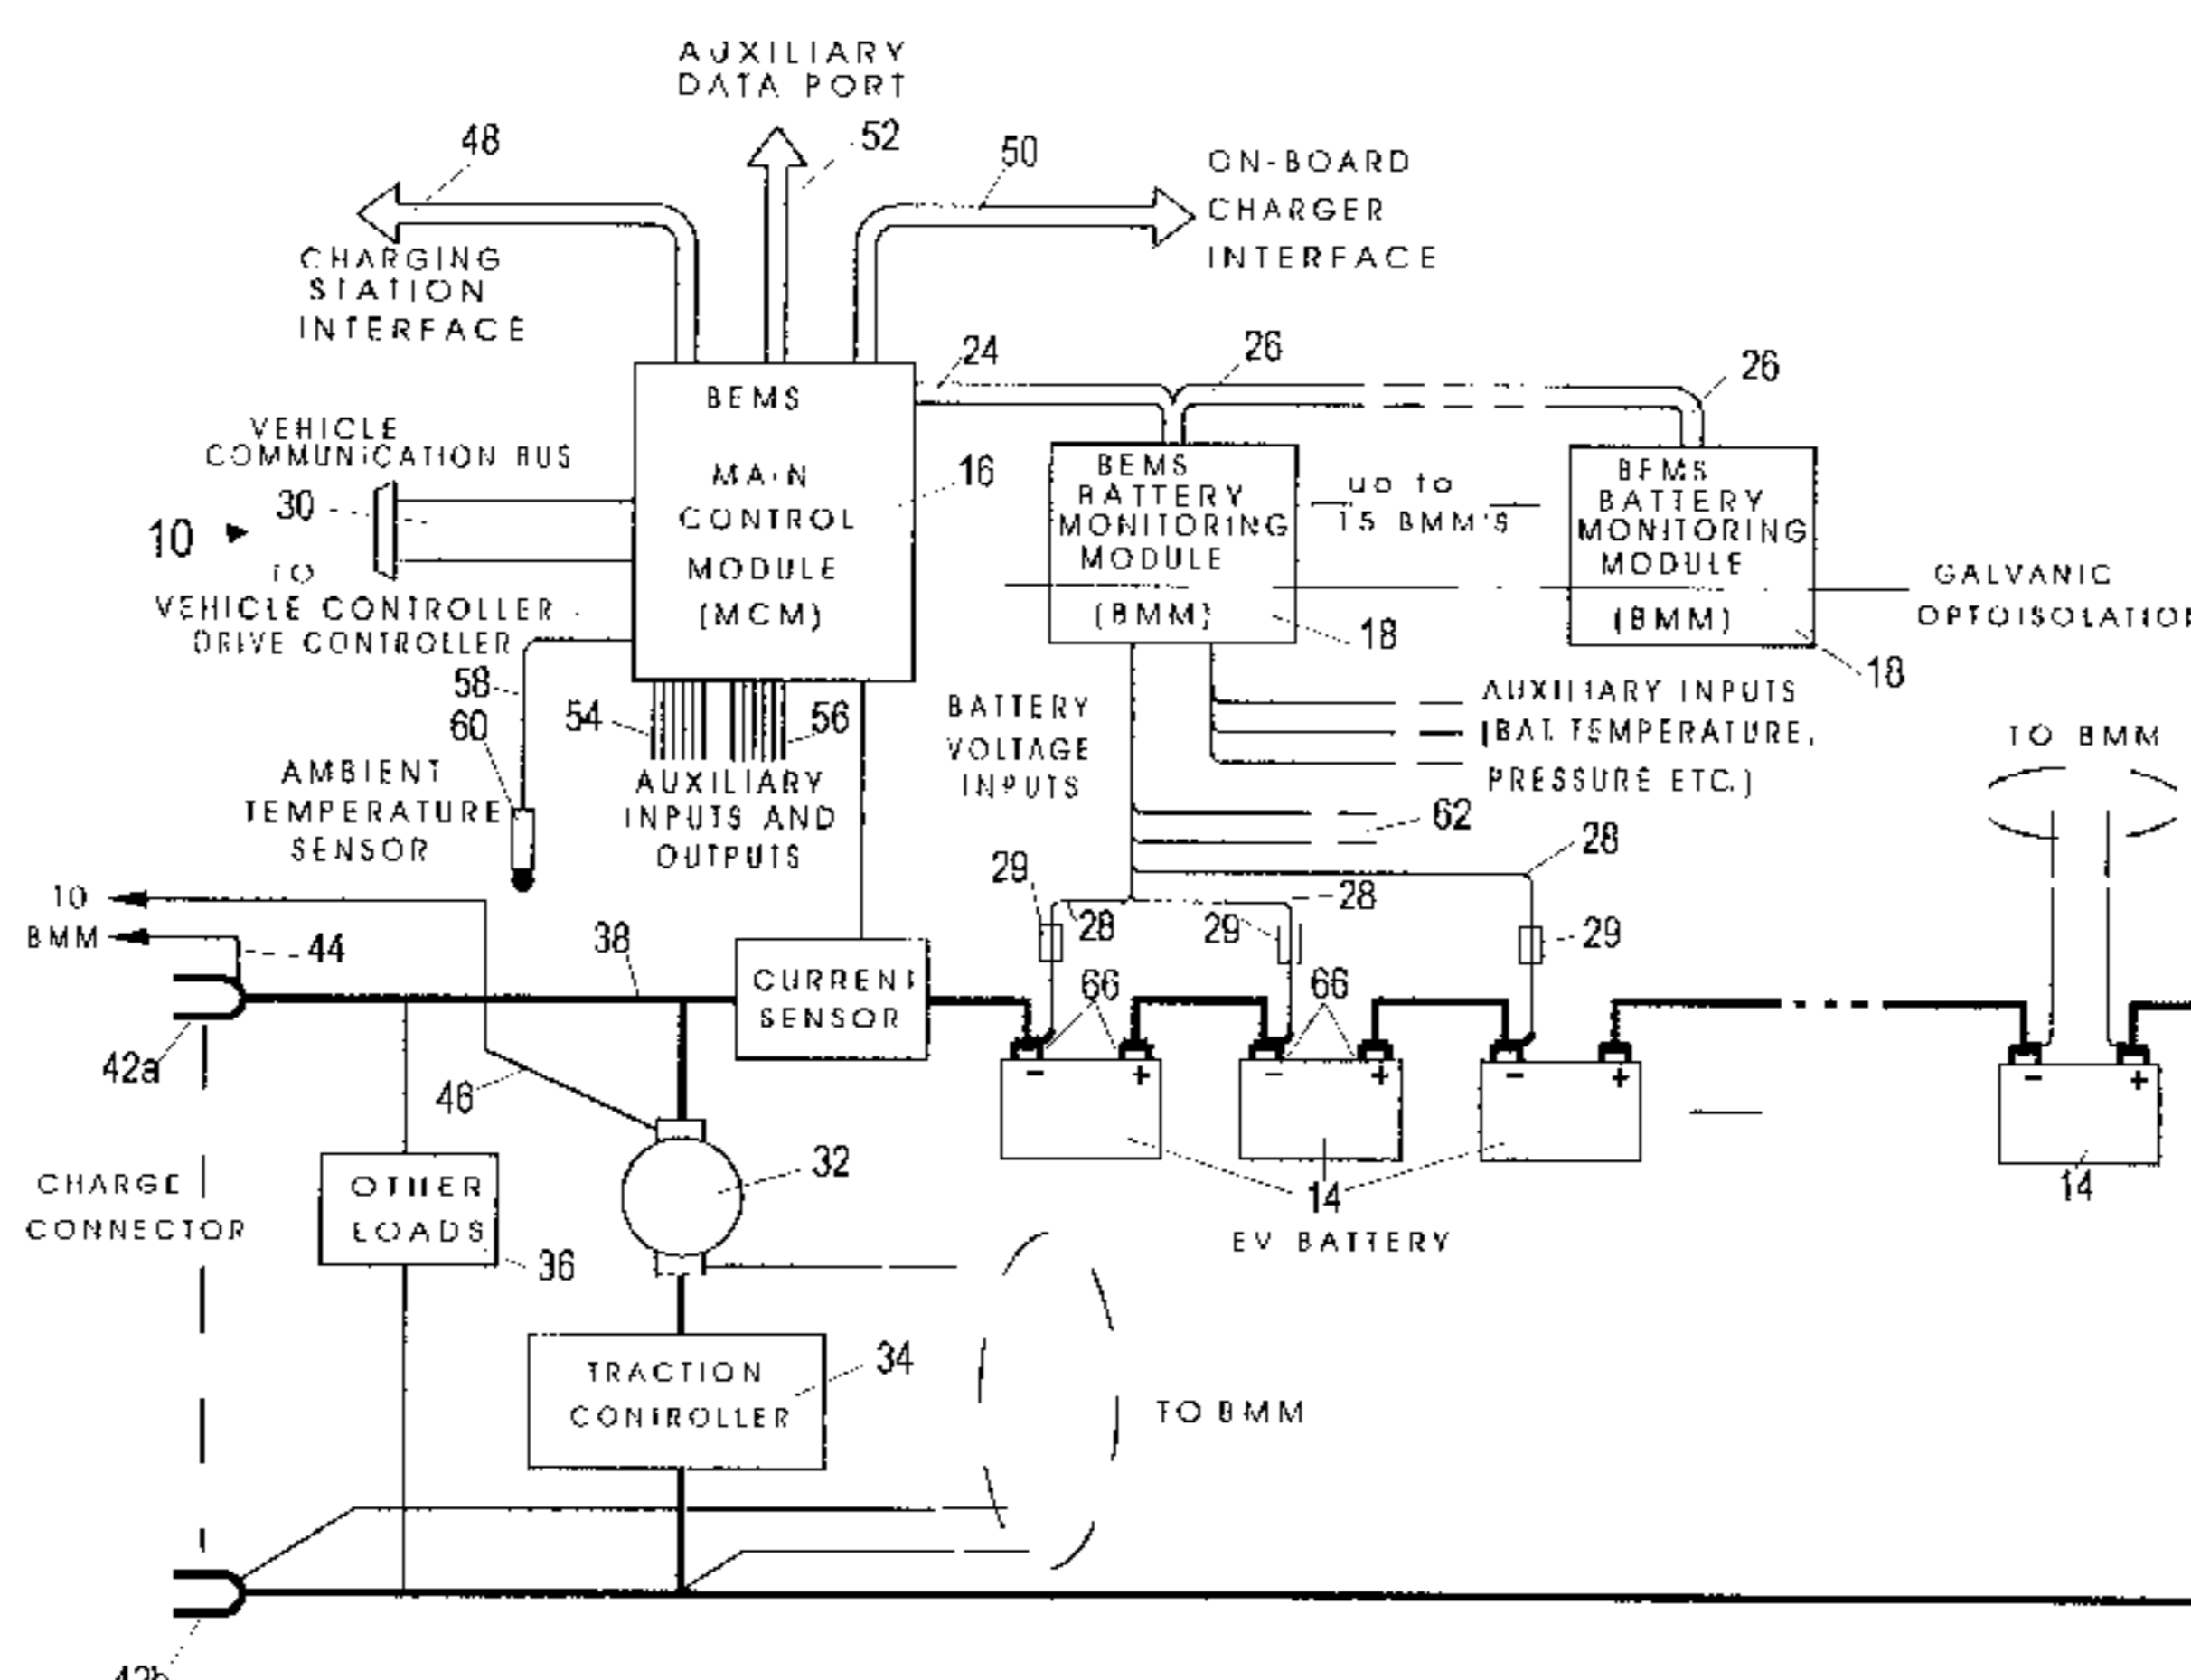 AUXILIARY
DATA PORT
48
52
50
ON-BOARD
CHARGER
INTERFACE
CHARGING
STATION
INTERFACE
24
26
26
BEMS
MAIN
CONTROL
MODULE
(MCM)
16
VEHICLE
COMMUNICATION BUS
30
10
TO
VEHICLE CONTROLLER
DRIVE CONTROLLER
BEMS
BATTERY
MONITORING
MODULE
(BMM)
18
up to
15 BMM'S
BEMS
BATTERY
MONITORING
MODULE
(BMM)
18
GALVANIC
OPTOISOLATION
58
60
54
56
AMBIENT
TEMPERATURE
SENSOR
AUXILIARY
INPUTS AND
OUTPUTS
BATTERY
VOLTAGE
INPUTS
AUXILIARY INPUTS
(BAT. TEMPERATURE,
PRESSURE ETC.)
62
TO BMM
28
29
28
29
28
29
TO
BMM
44
38
CURRENT
SENSOR
66
66
42a
46
- +
- +
- +
- +
32
CHARGE
CONNECTOR
OTHER
LOADS
36
14
14
EV BATTERY
TRACTION
CONTROLLER
34
TO BMM
42b